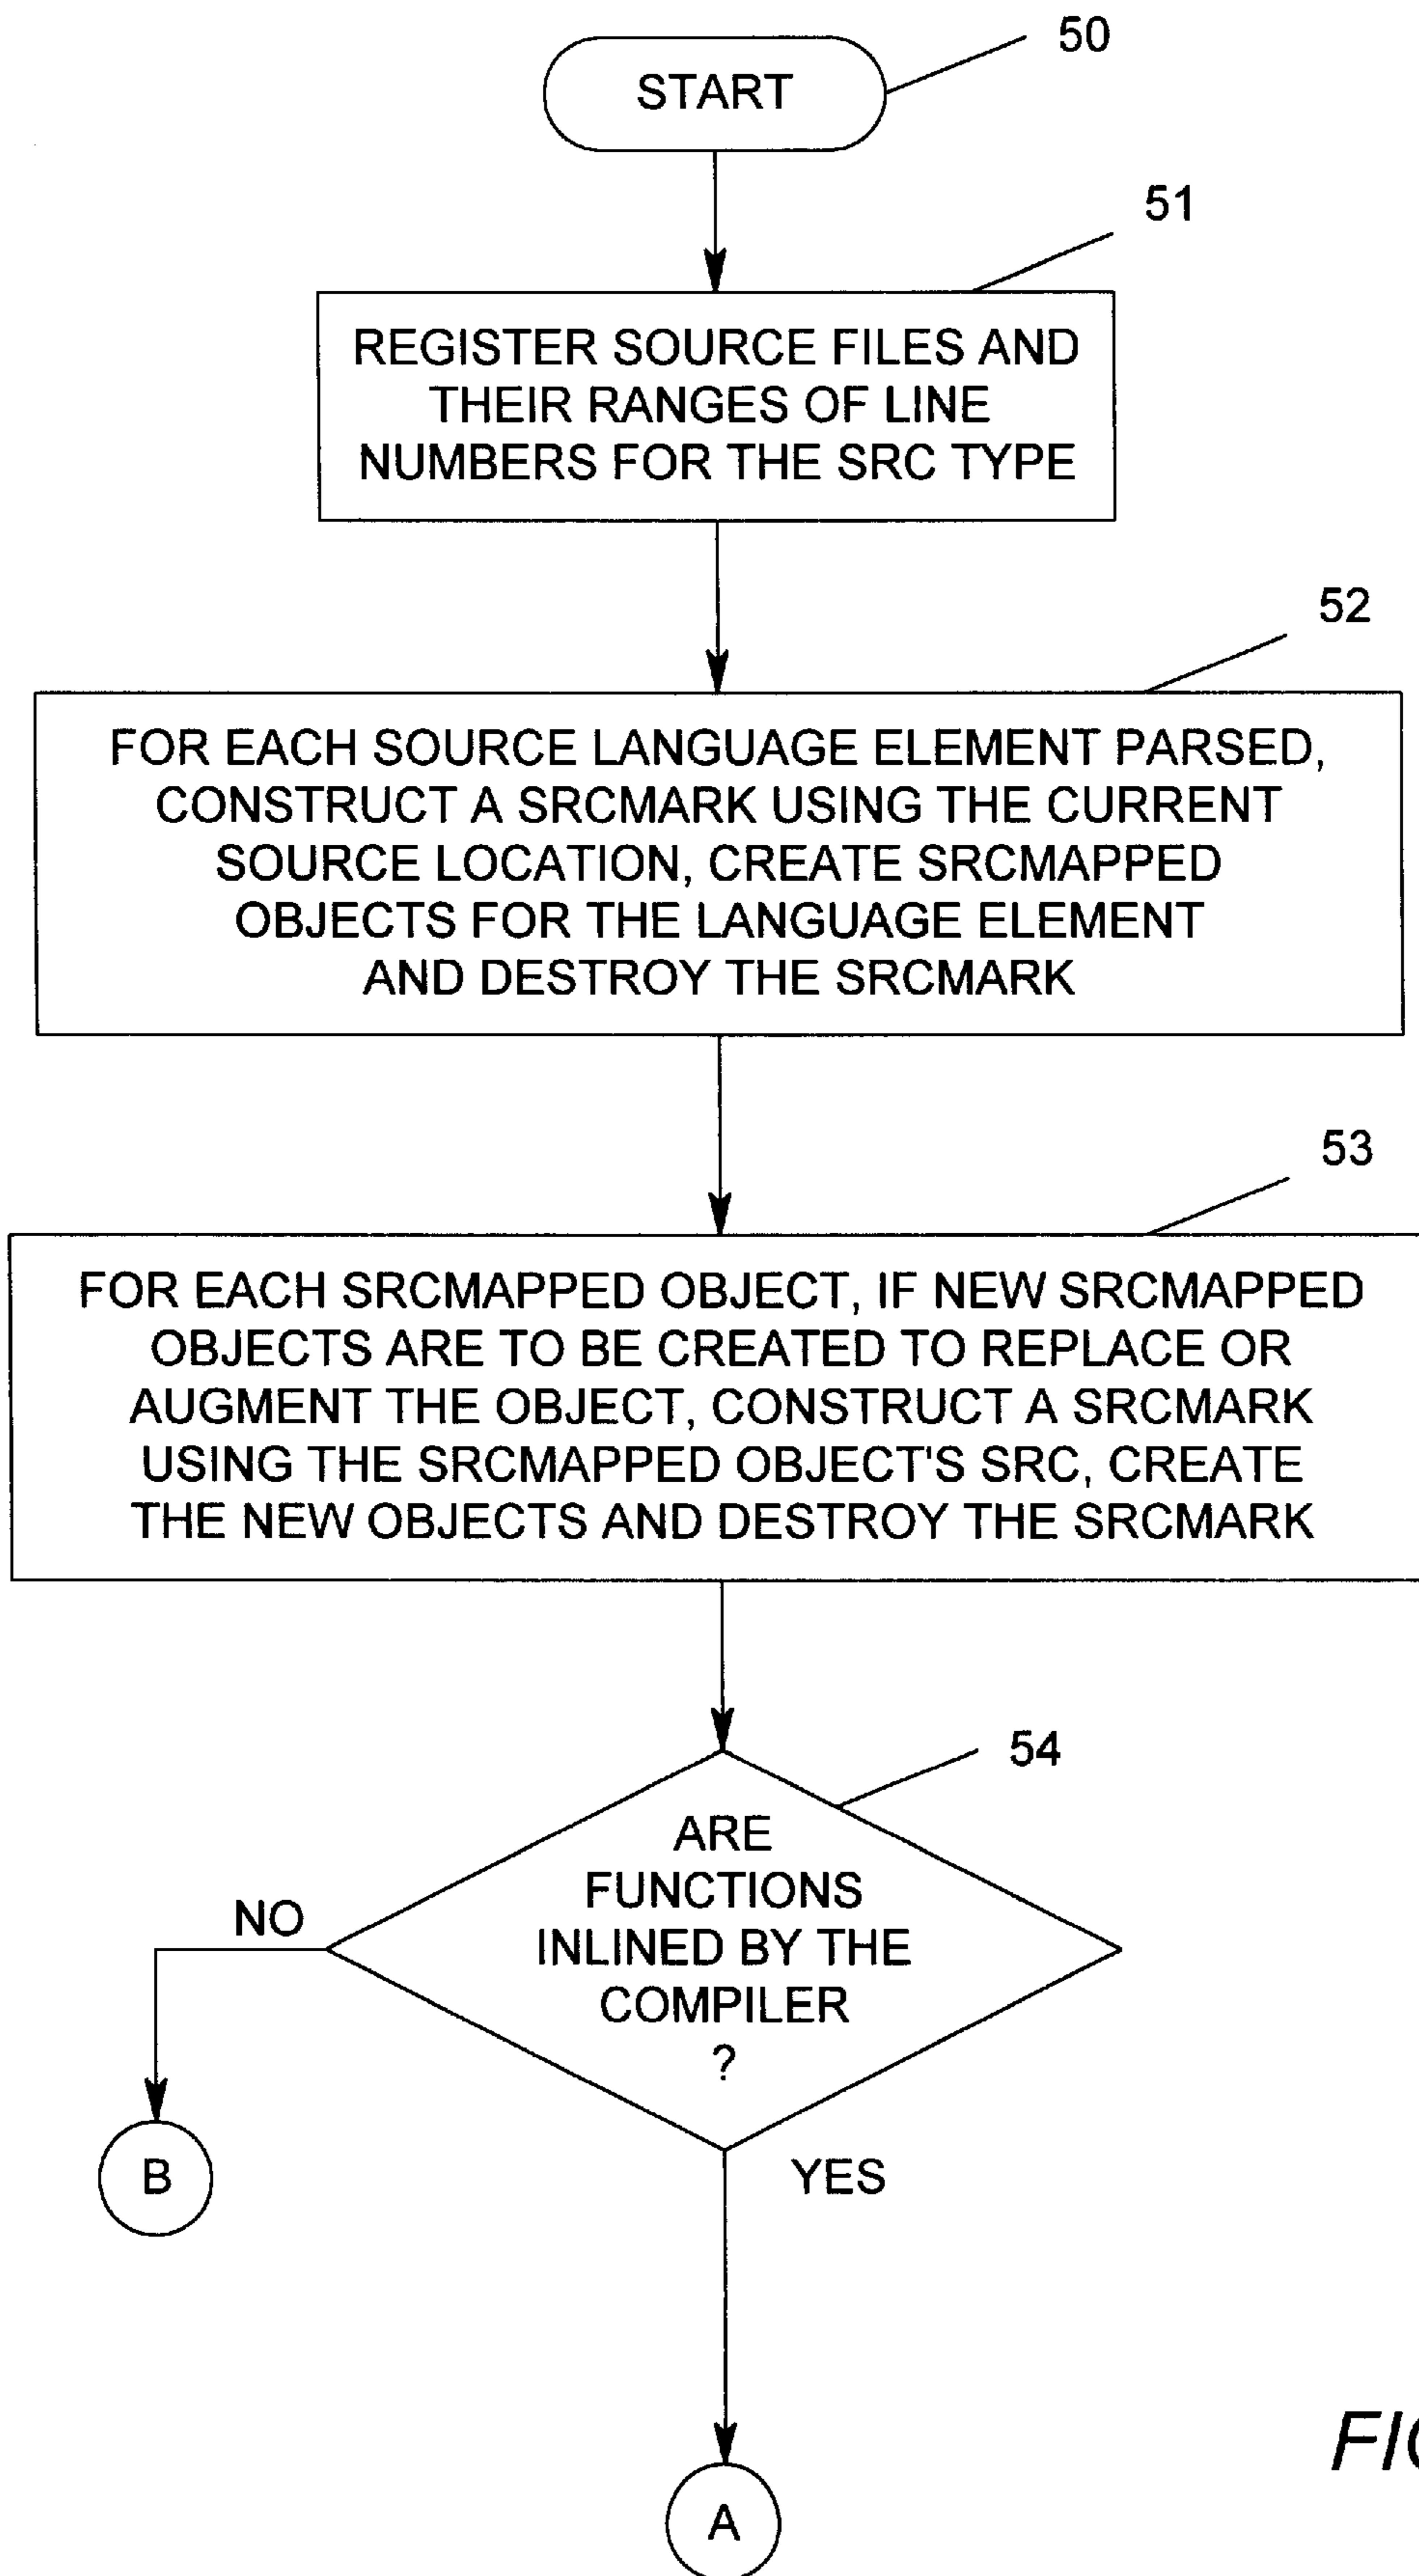 50
START
51
REGISTER SOURCE FILES AND
THEIR RANGES OF LINE
NUMBERS FOR THE SRC TYPE
52
FOR EACH SOURCE LANGUAGE ELEMENT PARSED,
CONSTRUCT A SRCMARK USING THE CURRENT
SOURCE LOCATION, CREATE SRCMAPPED
OBJECTS FOR THE LANGUAGE ELEMENT
AND DESTROY THE SRCMARK
53
FOR EACH SRCMAPPED OBJECT, IF NEW SRCMAPPED
OBJECTS ARE TO BE CREATED TO REPLACE OR
AUGMENT THE OBJECT, CONSTRUCT A SRCMARK
USING THE SRCMAPPED OBJECT'S SRC, CREATE
THE NEW OBJECTS AND DESTROY THE SRCMARK
54
ARE
FUNCTIONS
INLINED BY THE
COMPILER
?
NO
B
YES
A